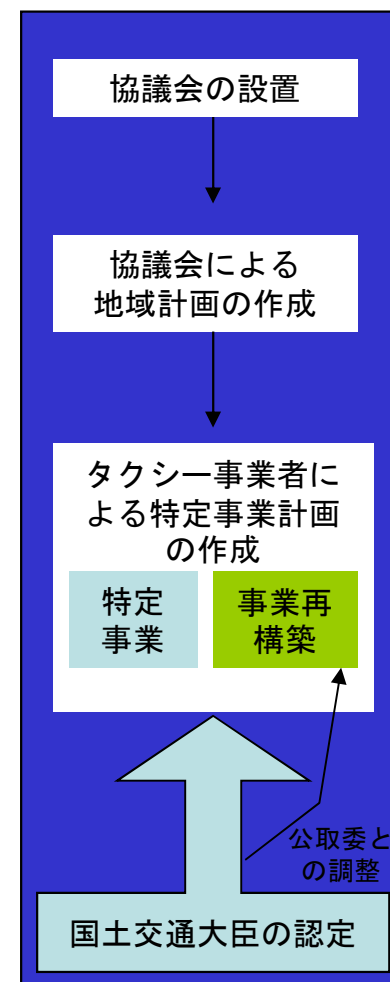 協議会の設置
協議会による
地域計画の作成
タクシー事業者に
よる特定事業計画
の作成
特定
事業
事業再
構築
公取委と
の調整
国土交通大臣の認定